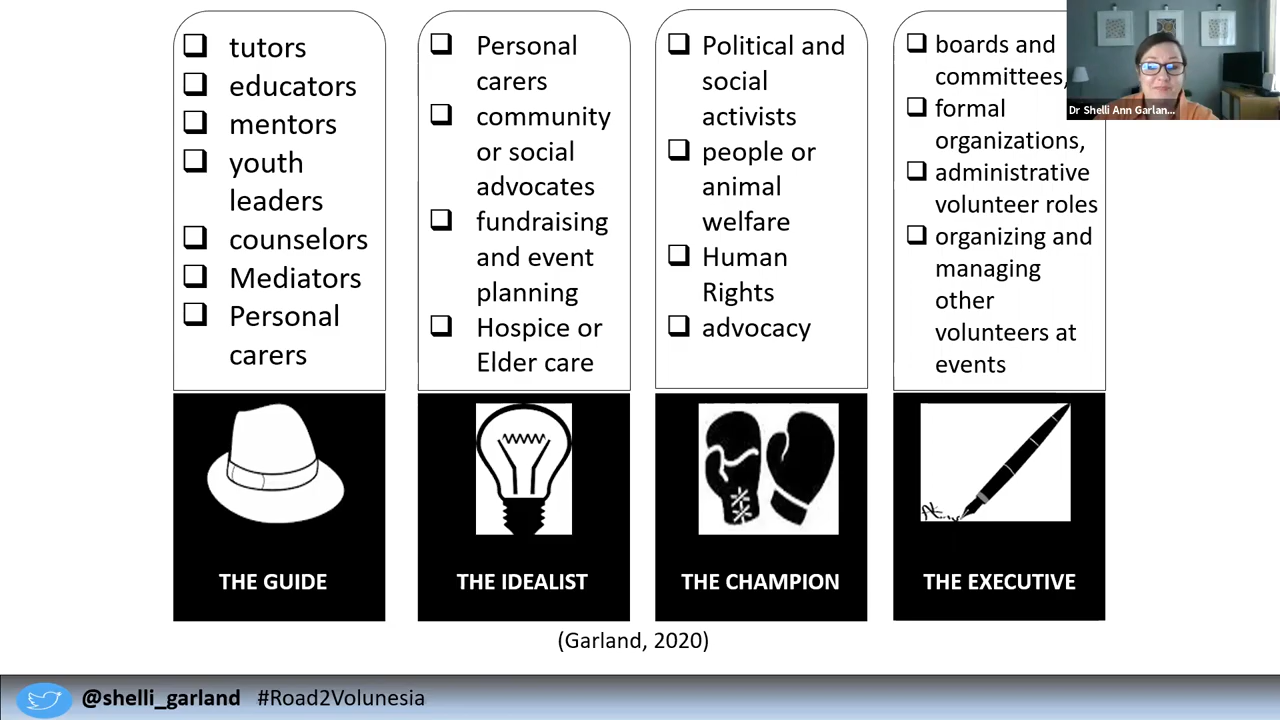 tutors
educators
mentors
youth
leaders
counselors
Mediators
Personal
carers
THE GUIDE
Personal
carers
community
or social
advocates
fundraising
and event
planning
Hospice or
Elder care
THE IDEALIST
Political and
social
activists
people or
animal
welfare
Human
Rights
advocacy
THE CHAMPION
boards and
committees,
formal
organizations,
administrative
volunteer roles
organizing and
managing
other
volunteers at
events
THE EXECUTIVE
Dr Shelli Ann Garlan...
(Garland, 2020)
@shelli_garland #Road2Volunesia